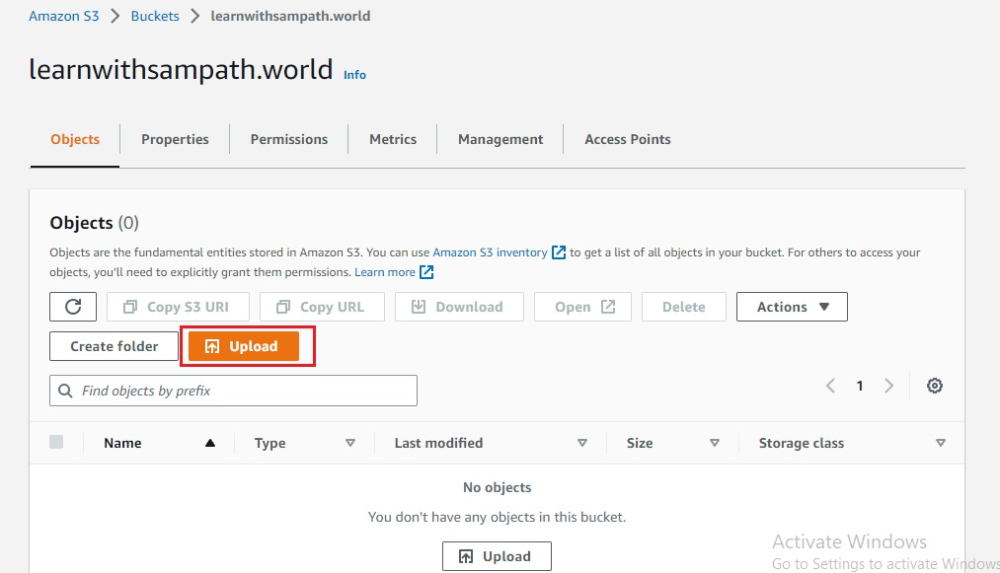 Amazon S3 > Buckets > learnwithsampath.world
learnwithsampath.world Info
Objects Properties Permissions Metrics Management Access Points
Objects (0)
Objects are the fundamental entities stored in Amazon S3. You can use Amazon S3 inventory to get a list of all objects in your bucket. For others to access your
objects, you'll need to explicitly grant them permissions. Learn more
Copy S3 URI Copy URL Download Open Delete Actions
Create folder Upload
Find objects by prefix 1
Name Type Last modified Size Storage class
No objects
You don't have any objects in this bucket.
Upload
Activate Windows
Go to Settings to activate Windows